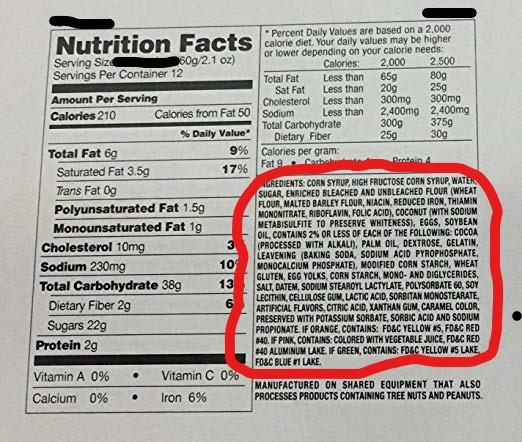 Nutrition Facts
Serving Size 60g/2.1 oz)
Servings Per Container 12
Amount Per Serving
Calories 210 Calories from Fat 50
% Daily Value*
Total Fat 6g 9%
Saturated Fat 3.5g 17%
Trans Fat 0g
Polyunsaturated Fat 1.5g
Monounsaturated Fat 1g
Cholesterol 10mg 3
Sodium 230mg 10
Total Carbohydrate 38g 13
Dietary Fiber 2g 6
Sugars 22g
Protein 2g
Vitamin A 0% • Vitamin C 0%
Calcium 0% • Iron 6%
* Percent Daily Values are based on a 2,000
calorie diet. Your daily values may be higher
or lower depending on your calorie needs:
Calories: 2,000 2,500
Total Fat Less than 65g 80g
Sat Fat Less than 20g 25g
Cholesterol Less than 300mg 300mg
Sodium Less than 2,400mg 2,400mg
Total Carbohydrate 300g 375g
Dietary Fiber 25g 30g
Calories per gram:
Fat 9 • Carbohydrate • Protein 4
INGREDIENTS: CORN SYRUP, HIGH FRUCTOSE CORN SYRUP, WATER,
SUGAR, ENRICHED BLEACHED AND UNBLEACHED FLOUR (WHEAT
FLOUR, MALTED BARLEY FLOUR, NIACIN, REDUCED IRON, THIAMIN
MONONITRATE, RIBOFLAVIN, FOLIC ACID), COCONUT (WITH SODIUM
METABISULFITE TO PRESERVE WHITENESS), EGGS, SOYBEAN
OIL, CONTAINS 2% OR LESS OF EACH OF THE FOLLOWING: COCOA
(PROCESSED WITH ALKALI), PALM OIL, DEXTROSE, GELATIN,
LEAVENING (BAKING SODA, SODIUM ACID PYROPHOSPHATE,
MONOCALCIUM PHOSPHATE), MODIFIED CORN STARCH, WHEAT
GLUTEN, EGG YOLKS, CORN STARCH, MONO- AND DIGLYCERIDES,
SALT, DATEM, SODIUM STEAROYL LACTYLATE, POLYSORBATE 60, SOY
LECITHIN, CELLULOSE GUM, LACTIC ACID, SORBITAN MONOSTEARATE,
ARTIFICIAL FLAVORS, CITRIC ACID, XANTHAN GUM, CARAMEL COLOR,
PRESERVED WITH POTASSIUM SORBATE, SORBIC ACID AND SODIUM
PROPIONATE. IF ORANGE, CONTAINS: FD&C YELLOW #5, FD&C RED
#40. IF PINK, CONTAINS: COLORED WITH VEGETABLE JUICE, FD&C RED
#40 ALUMINUM LAKE. IF GREEN, CONTAINS: FD&C YELLOW #5 LAKE,
FD&C BLUE #1 LAKE.
MANUFACTURED ON SHARED EQUIPMENT THAT ALSO
PROCESSES PRODUCTS CONTAINING TREE NUTS AND PEANUTS.